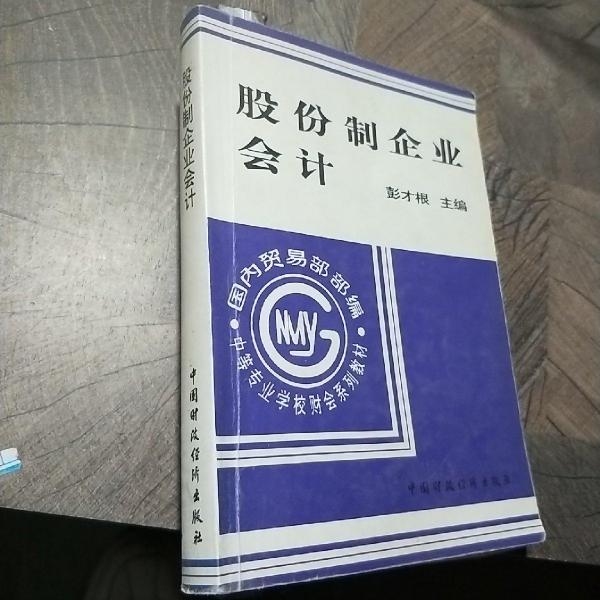 股份制企业会计
中国财政经济出版社
股份制企业
会计
彭才根 主编
·国内贸易部部编·
中等专业学校财会系列教材
NMyG
中国财政经济出版社